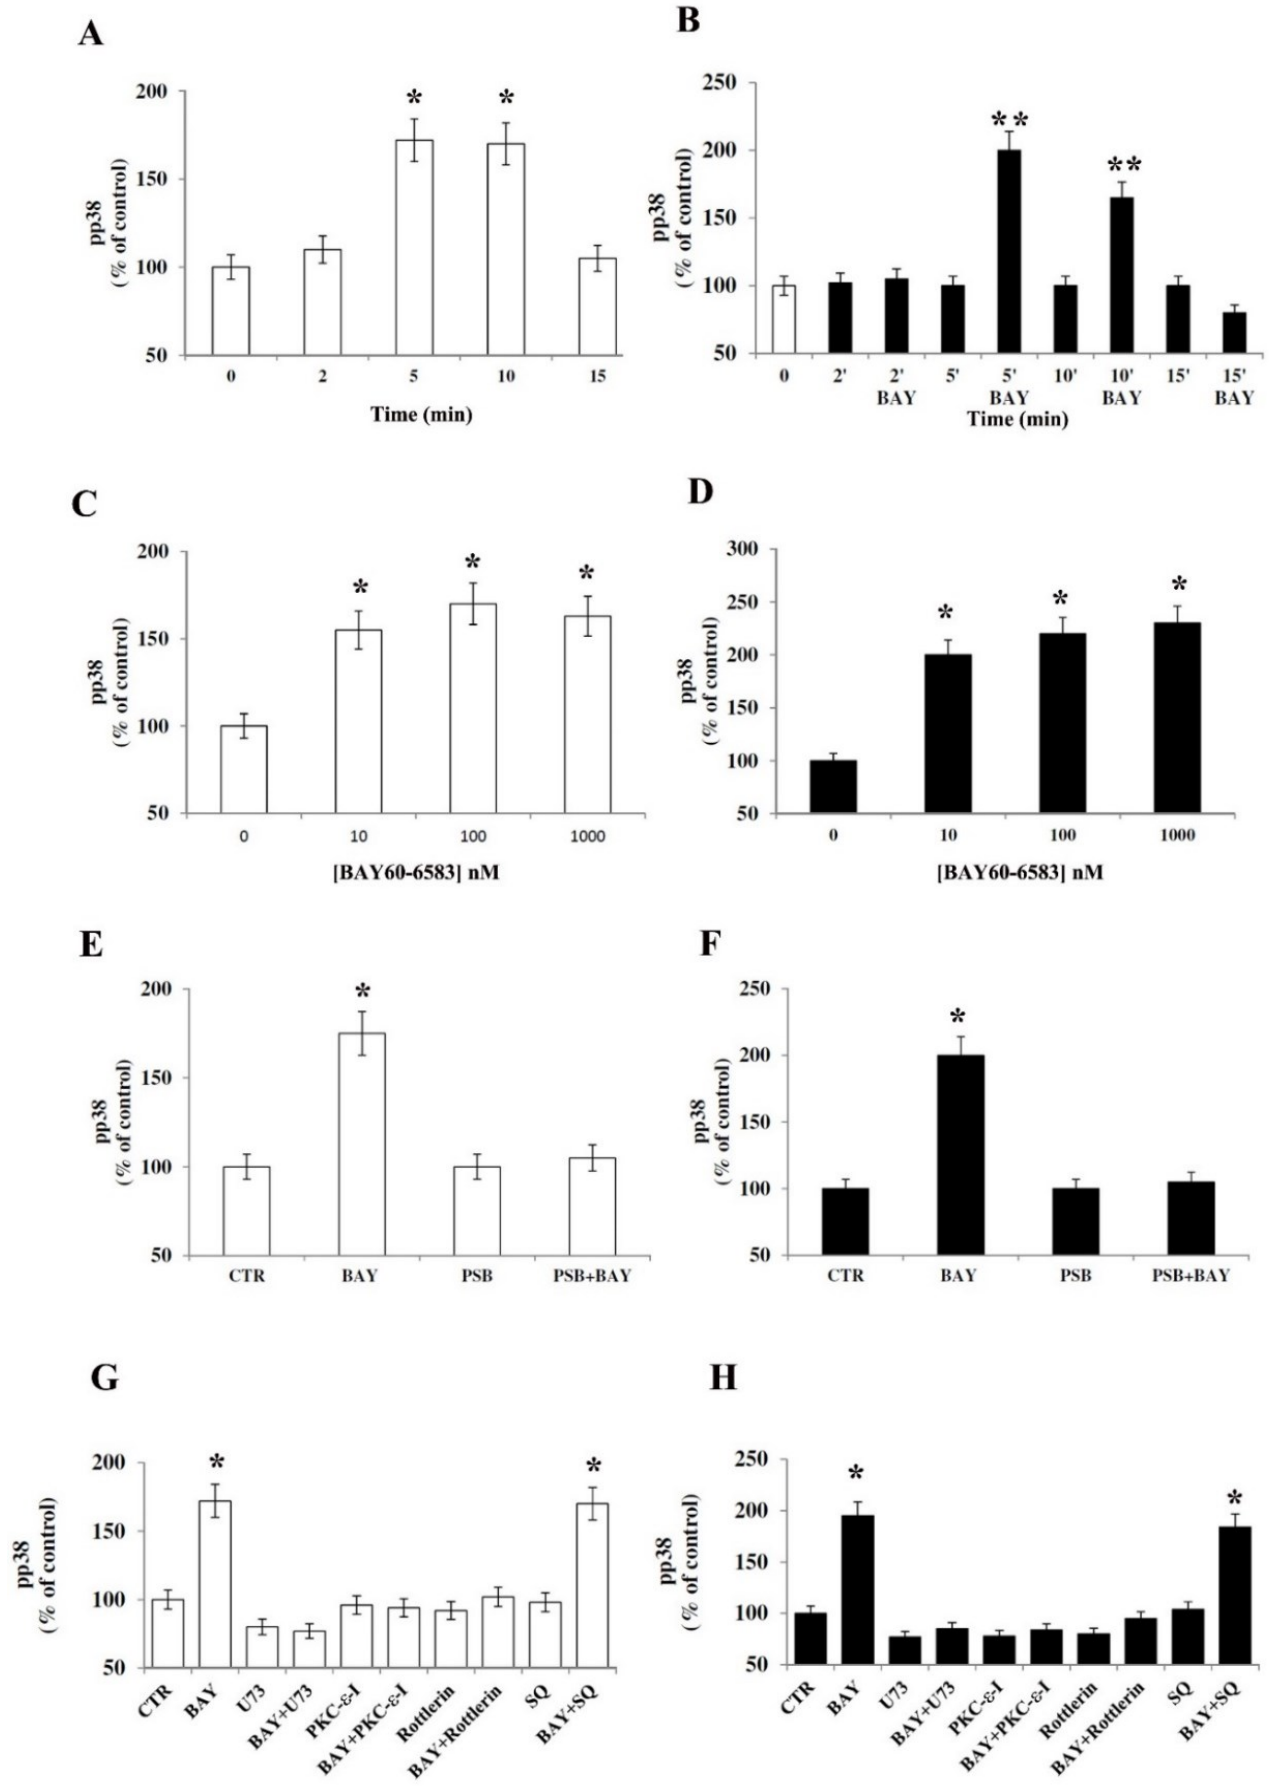 A
200
150
100
50
pp38
(% of control)
*
*
0 2 5 10 15
Time (min)
B
250
200
150
100
50
pp38
(% of control)
**
**
0 2' 2' 5' 5' 10' 10' 15' 15'
BAY BAY BAY BAY
Time (min)
C
200
150
100
50
pp38
(% of control)
*
*
*
0 10 100 1000
[BAY60-6583] nM
D
300
250
200
150
100
50
pp38
(% of control)
*
*
*
0 10 100 1000
[BAY60-6583] nM
E
200
150
100
50
pp38
(% of control)
*
CTR BAY PSB PSB+BAY
F
250
200
150
100
50
pp38
(% of control)
*
CTR BAY PSB PSB+BAY
G
200
150
100
50
pp38
(% of control)
*
*
CTR
BAY
U73
BAY+U73
PKC-ε-I
BAY+PKC-ε-I
Rottlerin
BAY+Rottlerin
SQ
BAY+SQ
H
250
200
150
100
50
pp38
(% of control)
*
*
CTR
BAY
U73
BAY+U73
PKC-ε-I
BAY+PKC-ε-I
Rottlerin
BAY+Rottlerin
SQ
BAY+SQ